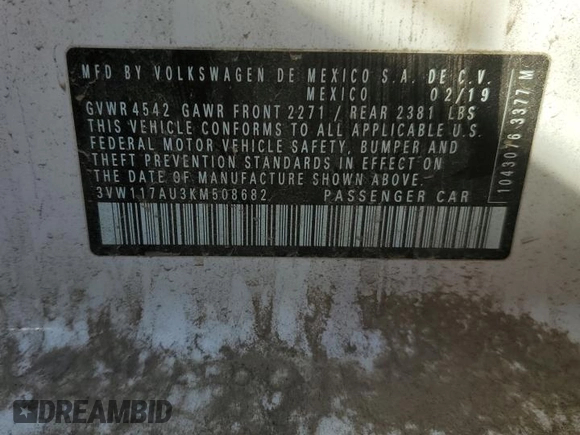 MFD BY VOLKSWAGEN DE MEXICO S.A. DE C.V.
MEXICO 02/19
GVWR 4542 GAWR FRONT 2271 / REAR 2381 LBS
THIS VEHICLE CONFORMS TO ALL APPLICABLE U.S.
FEDERAL MOTOR VEHICLE SAFETY, BUMPER AND
THEFT PREVENTION STANDARDS IN EFFECT ON
THE DATE OF MANUFACTURE SHOWN ABOVE.
3VW117AU3KM508682 PASSENGER CAR
10430763377 M
DREAMBID